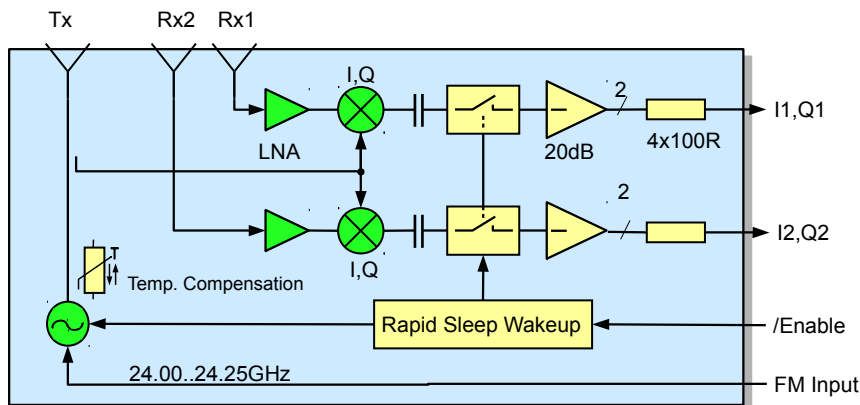 Tx Rx2 Rx1
I,Q
2
I1,Q1
LNA
20dB
4x100R
2
I2,Q2
I,Q
T
Temp. Compensation
Rapid Sleep Wakeup
/Enable
24.00..24.25GHz
FM Input